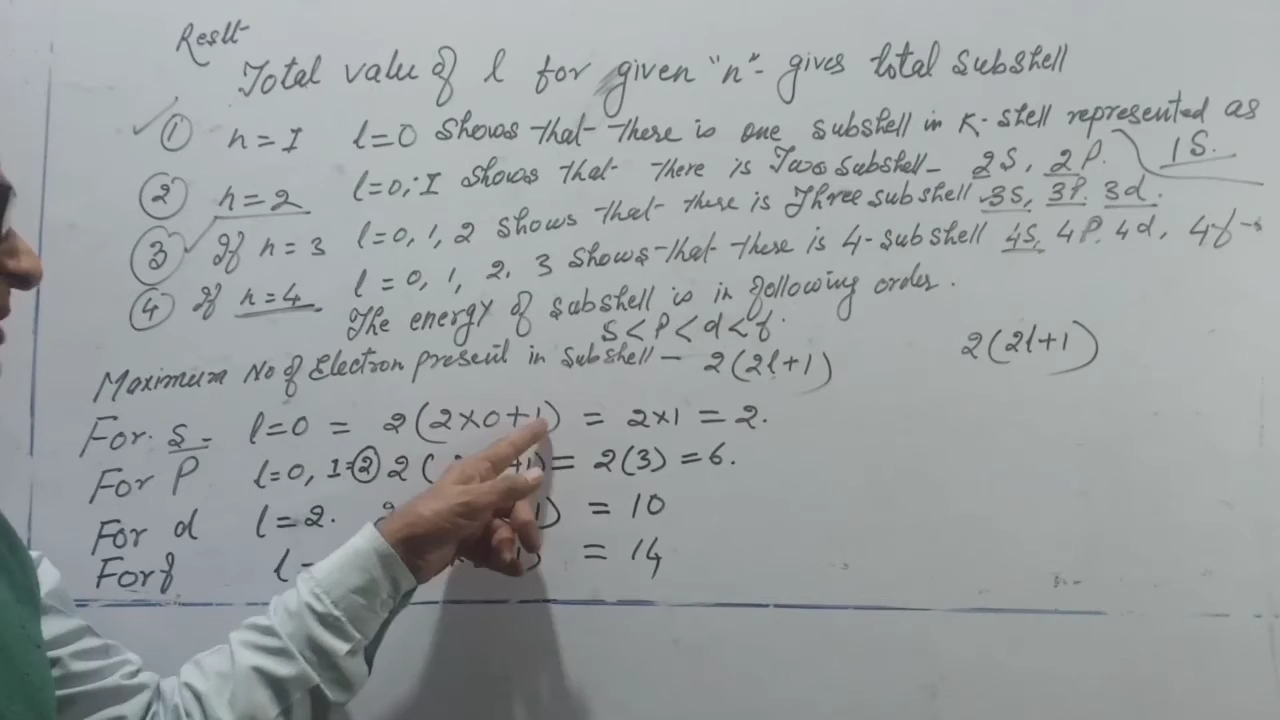 Reslt-
Total value of l for given "n"- gives total subshell
① n = I l=0 shows that there is one subshell in K-shell represented as
1S.
② n=2 l=0,·I shows that there is Two subshell- 2S, 2P.
③ If n = 3 l=0, 1, 2 shows that there is Three subshell 3S, 3P. 3d.
④ If n=4 l = 0, 1, 2, 3 shows that there is 4-subshell 4S, 4P, 4d, 4f
The energy of subshell is in following order.
S < P < d < f.
Maximum No of Electron present in subshell - 2(2l+1) 2(2l+1)
For. S- l=0 = 2(2×0+1) = 2×1 = 2.
For P l=0, 1=② 2( +1) = 2(3) = 6.
For d l=2. ) = 10
For f l- ) = 14